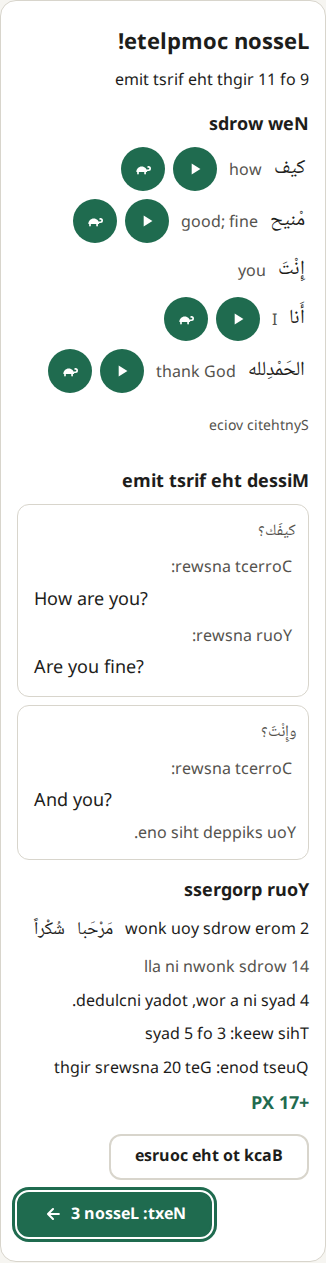 !etelpmoc nosseL
emit tsrif eht thgir 11 fo 9
sdrow weN
كيف how
مْنيح good; fine
إِنْتَ you
أَنا I
الحَمْدِلله thank God
eciov citehtnyS
emit tsrif eht dessiM
كيفَك؟
:rewsna tcerroC
How are you?
:rewsna ruoY
Are you fine?
وإِنْتَ؟
:rewsna tcerroC
And you?
.eno siht deppiks uoY
ssergorp ruoY
wonk uoy sdrow erom 2 مَرْحَبا شُكْراً
lla ni nwonk sdrow 14
.dedulcni yadot ,wor a ni syad 4
syad 5 fo 3 :keew sihT
thgir srewsna 20 teG :enod tseuQ
PX 17+
esruoc eht ot kcaB
← 3 nosseL :txeN